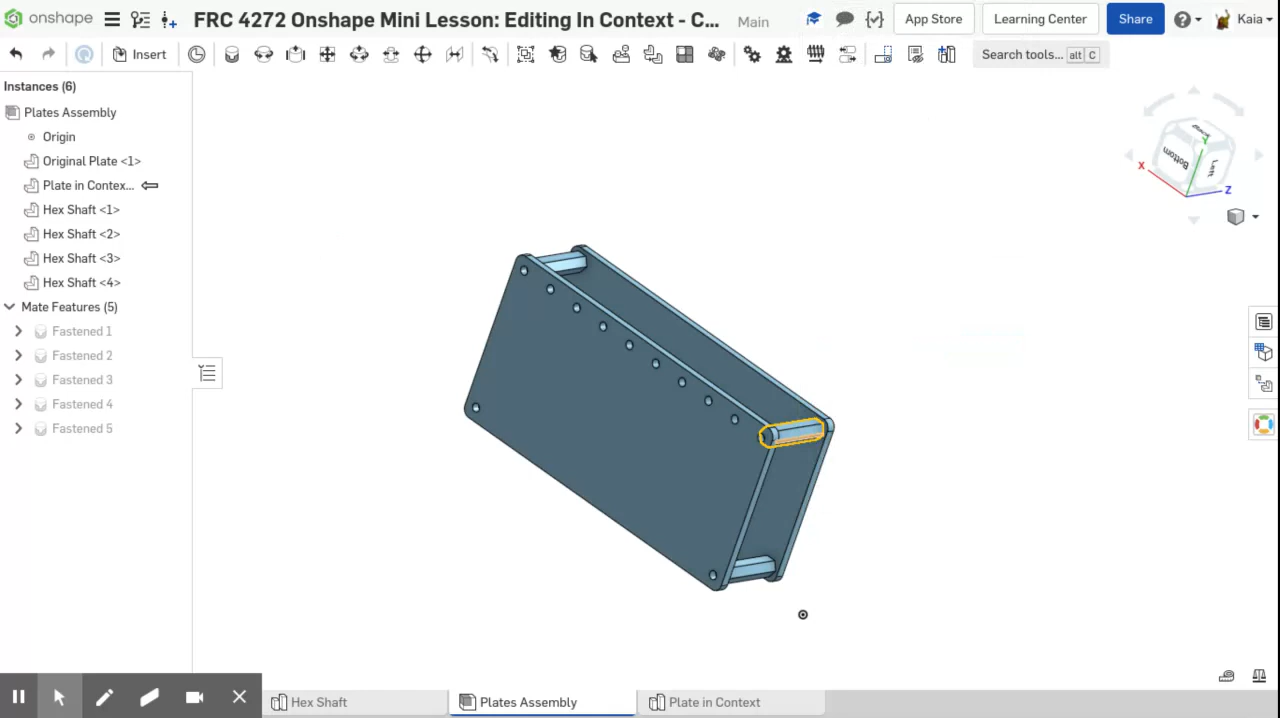 onshape
FRC 4272 Onshape Mini Lesson: Editing In Context - C...
Main
App Store
Learning Center
Share
Kaia
Insert
Search tools... alt C
Instances (6)
Plates Assembly
Origin
Original Plate <1>
Plate in Contex...
Hex Shaft <1>
Hex Shaft <2>
Hex Shaft <3>
Hex Shaft <4>
Mate Features (5)
Fastened 1
Fastened 2
Fastened 3
Fastened 4
Fastened 5
Y
Bottom
Left
X
Z
Hex Shaft
Plates Assembly
Plate in Context